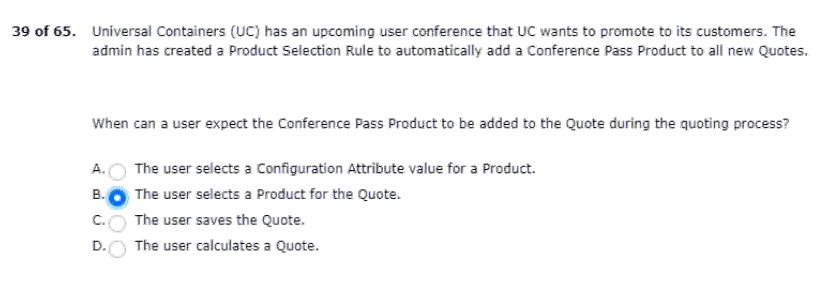 39 of 65. Universal Containers (UC) has an upcoming user conference that UC wants to promote to its customers. The
admin has created a Product Selection Rule to automatically add a Conference Pass Product to all new Quotes.
When can a user expect the Conference Pass Product to be added to the Quote during the quoting process?
A. The user selects a Configuration Attribute value for a Product.
B. The user selects a Product for the Quote.
C. The user saves the Quote.
D. The user calculates a Quote.